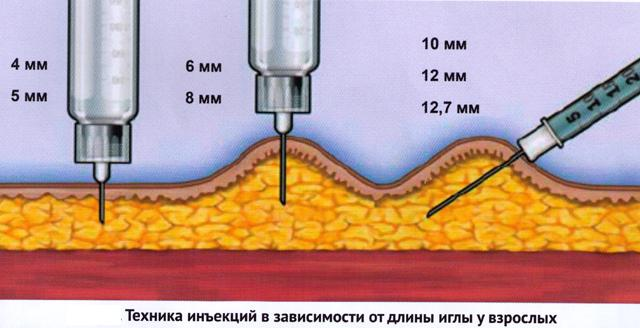 4 мм
5 мм
6 мм
8 мм
10 мм
12 мм
12,7 мм
Техника инъекций в зависимости от длины иглы у взрослых